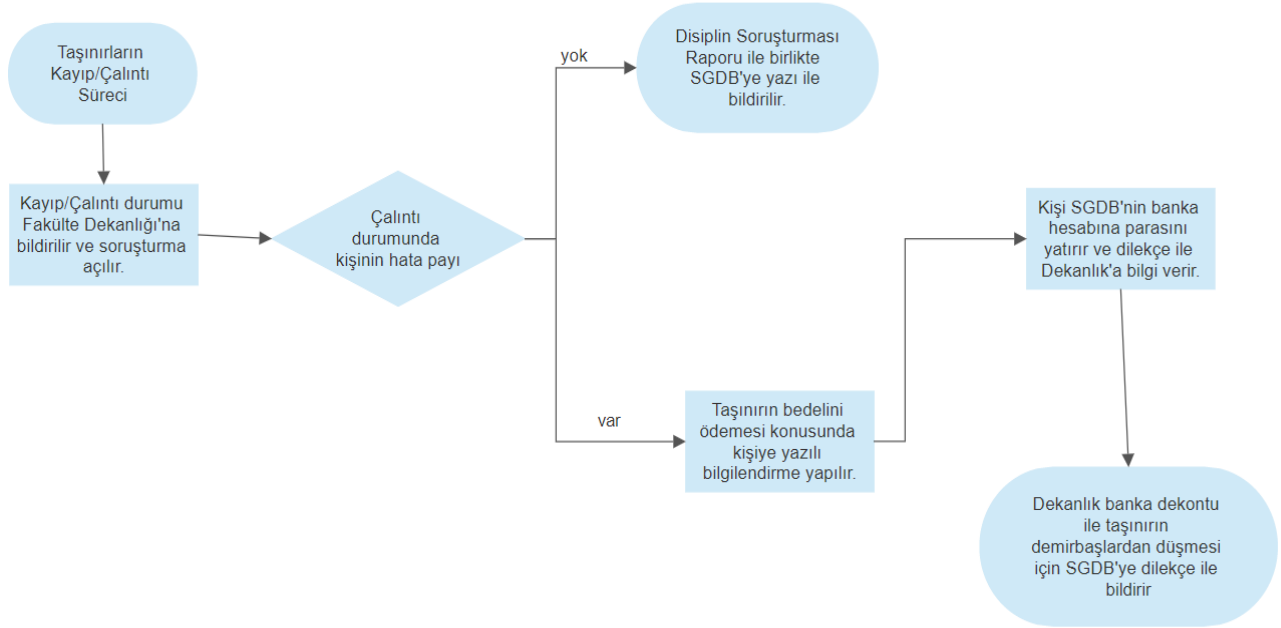 Taşınırların
Kayıp/Çalıntı
Süreci
Kayıp/Çalıntı durumu
Fakülte Dekanlığı'na
bildirilir ve soruşturma
açılır.
Çalıntı
durumunda
kişinin hata payı
yok
Disiplin Soruşturması
Raporu ile birlikte
SGDB'ye yazı ile
bildirilir.
var
Taşınırın bedelini
ödemesi konusunda
kişiye yazılı
bilgilendirme yapılır.
Kişi SGDB'nin banka
hesabına parasını
yatırır ve dilekçe ile
Dekanlık'a bilgi verir.
Dekanlık banka dekontu
ile taşınırın
demirbaşlardan düşmesi
için SGDB'ye dilekçe ile
bildirir